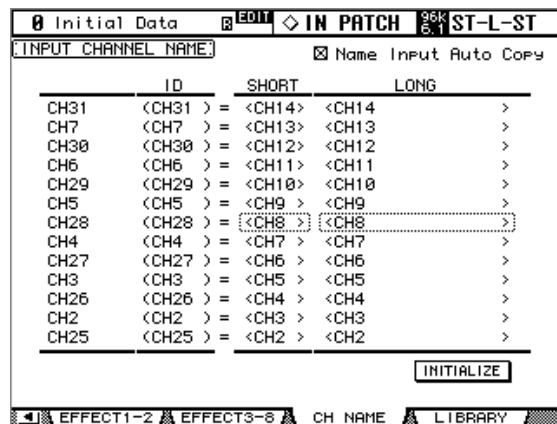 0 Initial Data EDIT IN PATCH 96k 6.1 ST-L-ST
INPUT CHANNEL NAME Name Input Auto Copy
ID SHORT LONG
CH31 (CH31 ) = <CH14> <CH14 >
CH7 (CH7 ) = <CH13> <CH13 >
CH30 (CH30 ) = <CH12> <CH12 >
CH6 (CH6 ) = <CH11> <CH11 >
CH29 (CH29 ) = <CH10> <CH10 >
CH5 (CH5 ) = <CH9 > <CH9 >
CH28 (CH28 ) = <CH8 > <CH8 >
CH4 (CH4 ) = <CH7 > <CH7 >
CH27 (CH27 ) = <CH6 > <CH6 >
CH3 (CH3 ) = <CH5 > <CH5 >
CH26 (CH26 ) = <CH4 > <CH4 >
CH2 (CH2 ) = <CH3 > <CH3 >
CH25 (CH25 ) = <CH2 > <CH2 >
INITIALIZE
EFFECT1-2 EFFECT3-8 CH NAME LIBRARY